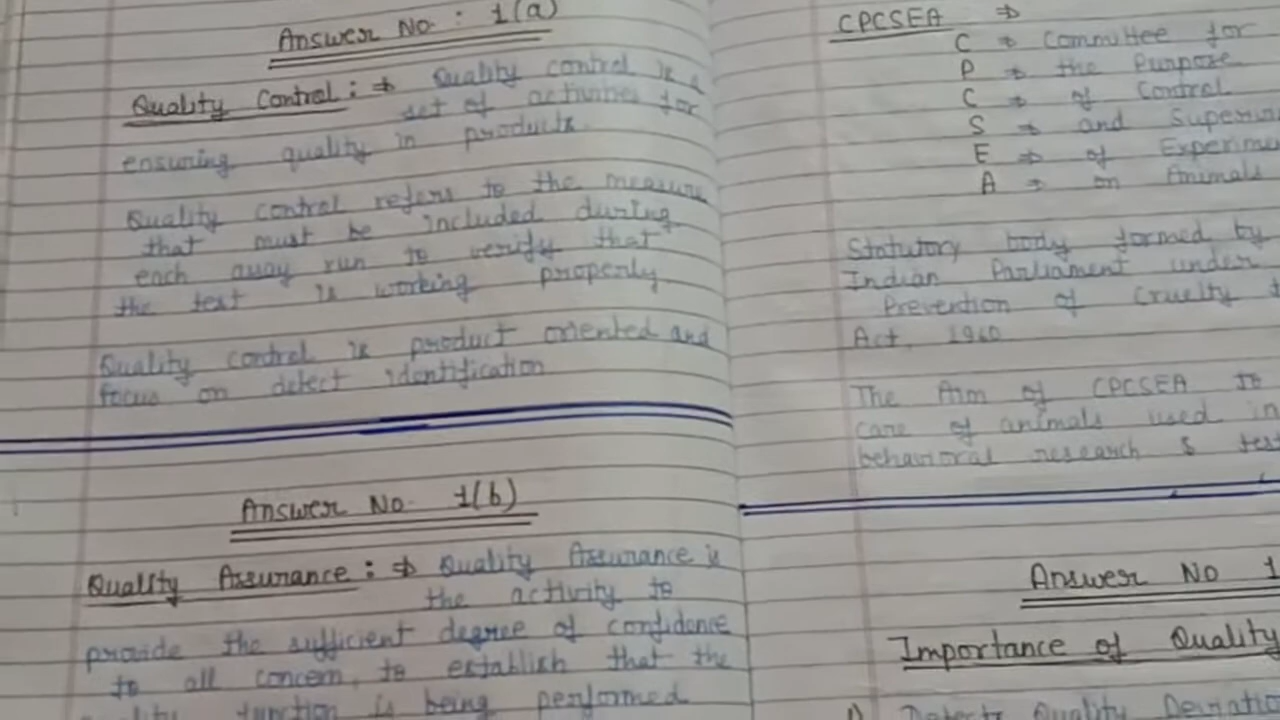 Answer No : 1(a)
Quality Control : ⇒ Quality control is a
set of activities for
ensuring quality in products.
Quality control refers to the measure
that must be included during
each assay run to verify that
the test is working properly
Quality control is product oriented and
focus on defect identification
Answer No 1(b)
Quality Assurance : ⇒ Quality Assurance is
the activity to
provide the sufficient degree of confidence
to all concern, to establish that the
function is being performed
CPCSEA ⇒
C ⇒ Committee for
P ⇒ the Purpose
C ⇒ of Control
S ⇒ and
E ⇒ of
A ⇒ on Animals
Statutory body formed by
Indian Parliament under
Prevention of Cruelty
Act, 1960
The Aim of CPCSEA to
care of animals used in
behavioral research &
Answer No 1
Importance of Quality
1) Detects Quality